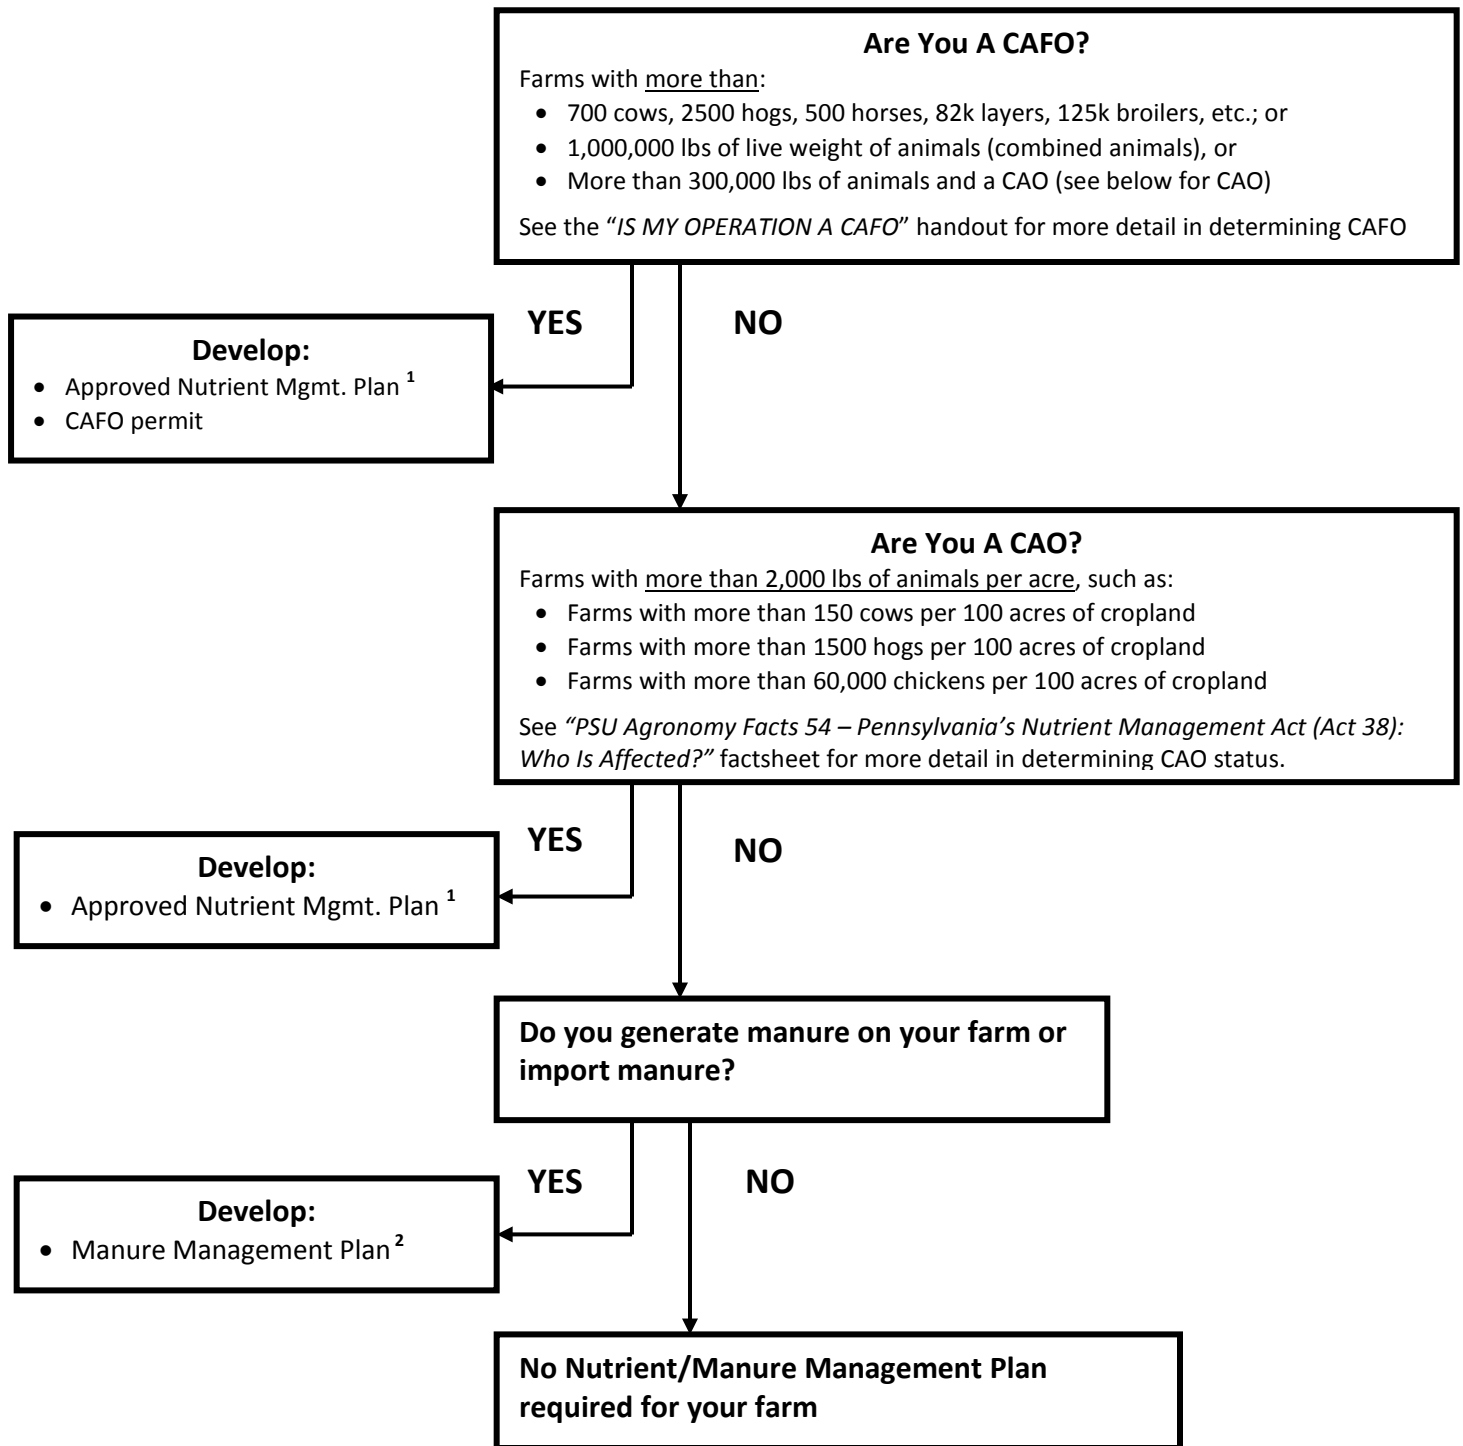 Are You A CAFO?
Farms with more than:
• 700 cows, 2500 hogs, 500 horses, 82k layers, 125k broilers, etc.; or
• 1,000,000 lbs of live weight of animals (combined animals), or
• More than 300,000 lbs of animals and a CAO (see below for CAO)
See the “IS MY OPERATION A CAFO” handout for more detail in determining CAFO
YES
NO
Develop:
• Approved Nutrient Mgmt. Plan 1
• CAFO permit
Are You A CAO?
Farms with more than 2,000 lbs of animals per acre, such as:
• Farms with more than 150 cows per 100 acres of cropland
• Farms with more than 1500 hogs per 100 acres of cropland
• Farms with more than 60,000 chickens per 100 acres of cropland
See “PSU Agronomy Facts 54 – Pennsylvania’s Nutrient Management Act (Act 38):
Who Is Affected?” factsheet for more detail in determining CAO status.
YES
NO
Develop:
• Approved Nutrient Mgmt. Plan 1
Do you generate manure on your farm or
import manure?
YES
NO
Develop:
• Manure Management Plan 2
No Nutrient/Manure Management Plan
required for your farm